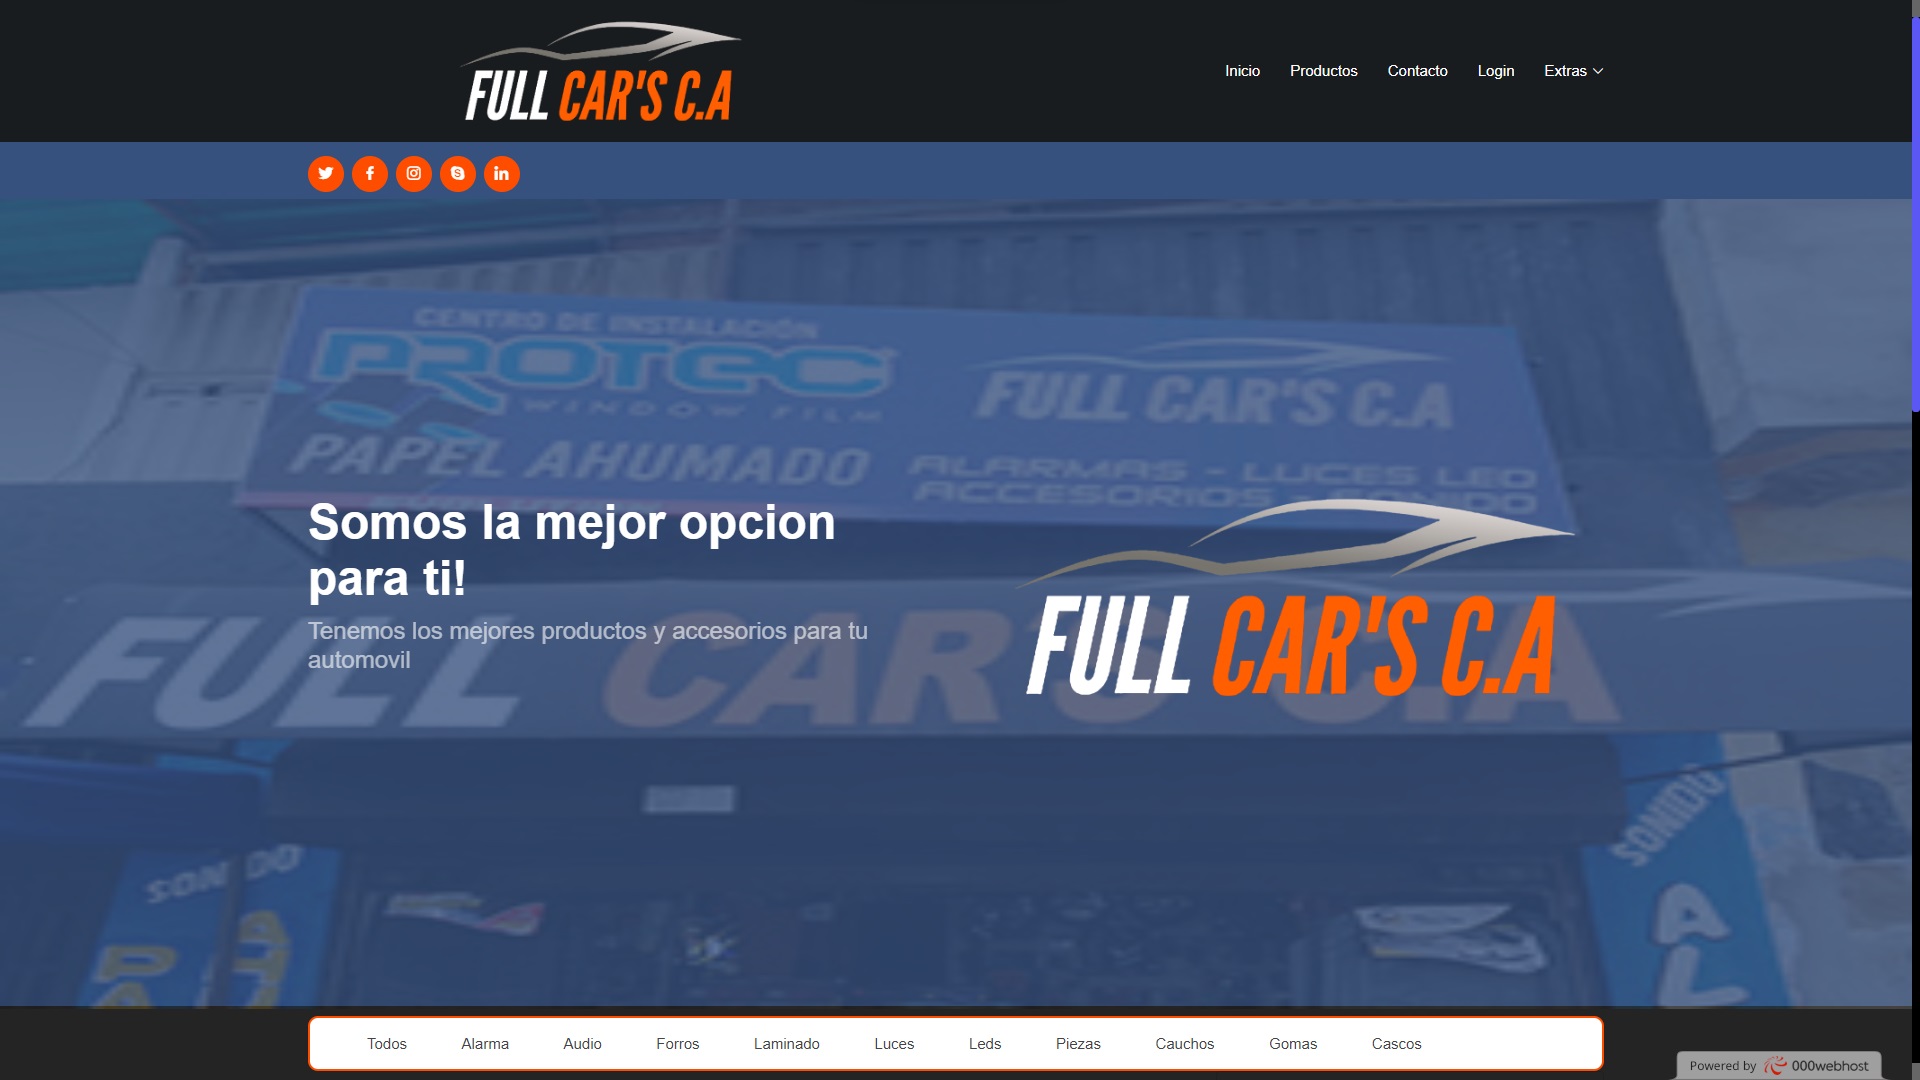 FULL CAR'S C.A
Inicio
Productos
Contacto
Login
Extras
CENTRO DE INSTALACIÓN
PROTEC
WINDOW FILM
PAPEL AHUMADO
FULL CAR'S C.A
ALARMAS - LUCES LED
ACCESORIOS - SONIDO
Somos la mejor opcion
para ti!
Tenemos los mejores productos y accesorios para tu
automovil
FULL CAR'S C.A
FULL CAR'S C.A
SONIDO
SONIDO
AL
Todos
Alarma
Audio
Forros
Laminado
Luces
Leds
Piezas
Cauchos
Gomas
Cascos
Powered by 000webhost